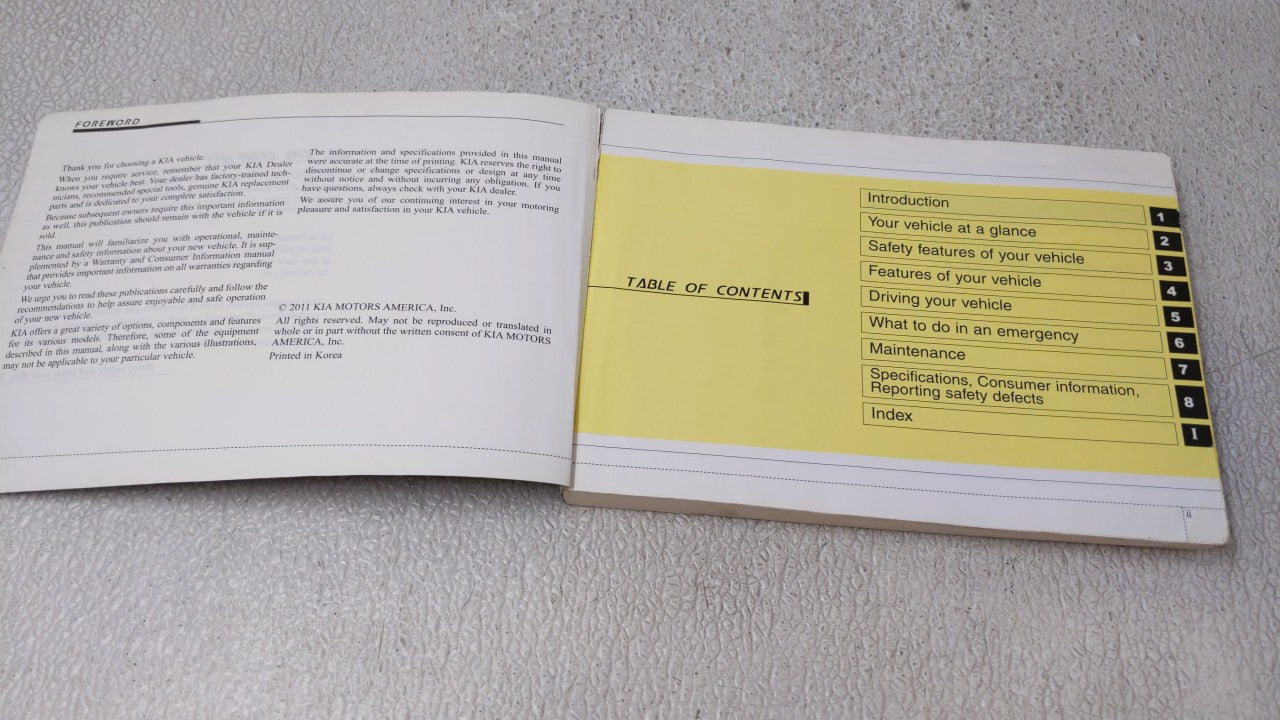 FOREWORD
Thank you for choosing a KIA vehicle.
When you require service, remember that your KIA Dealer
knows your vehicle best. Your dealer has factory-trained tech-
nicians, recommended special tools, genuine KIA replacement
parts and is dedicated to your complete satisfaction.
Because subsequent owners require this important information
as well, this publication should remain with the vehicle if it is
sold.
This manual will familiarize you with operational, mainte-
nance and safety information about your new vehicle. It is sup-
plemented by a Warranty and Consumer Information manual
that provides important information on all warranties regarding
your vehicle.
We urge you to read these publications carefully and follow the
recommendations to help assure enjoyable and safe operation
of your new vehicle.
KIA offers a great variety of options, components and features
for its various models. Therefore, some of the equipment
described in this manual, along with the various illustrations,
may not be applicable to your particular vehicle.
The information and specifications provided in this manual
were accurate at the time of printing. KIA reserves the right to
discontinue or change specifications or design at any time
without notice and without incurring any obligation. If you
have questions, always check with your KIA dealer.
We assure you of our continuing interest in your motoring
pleasure and satisfaction in your KIA vehicle.
© 2011 KIA MOTORS AMERICA, Inc.
All rights reserved. May not be reproduced or translated in
whole or in part without the written consent of KIA MOTORS
AMERICA, Inc.
Printed in Korea
TABLE OF CONTENTS
Introduction 1
Your vehicle at a glance 2
Safety features of your vehicle 3
Features of your vehicle 4
Driving your vehicle 5
What to do in an emergency 6
Maintenance 7
Specifications, Consumer information,
Reporting safety defects 8
Index I
ii